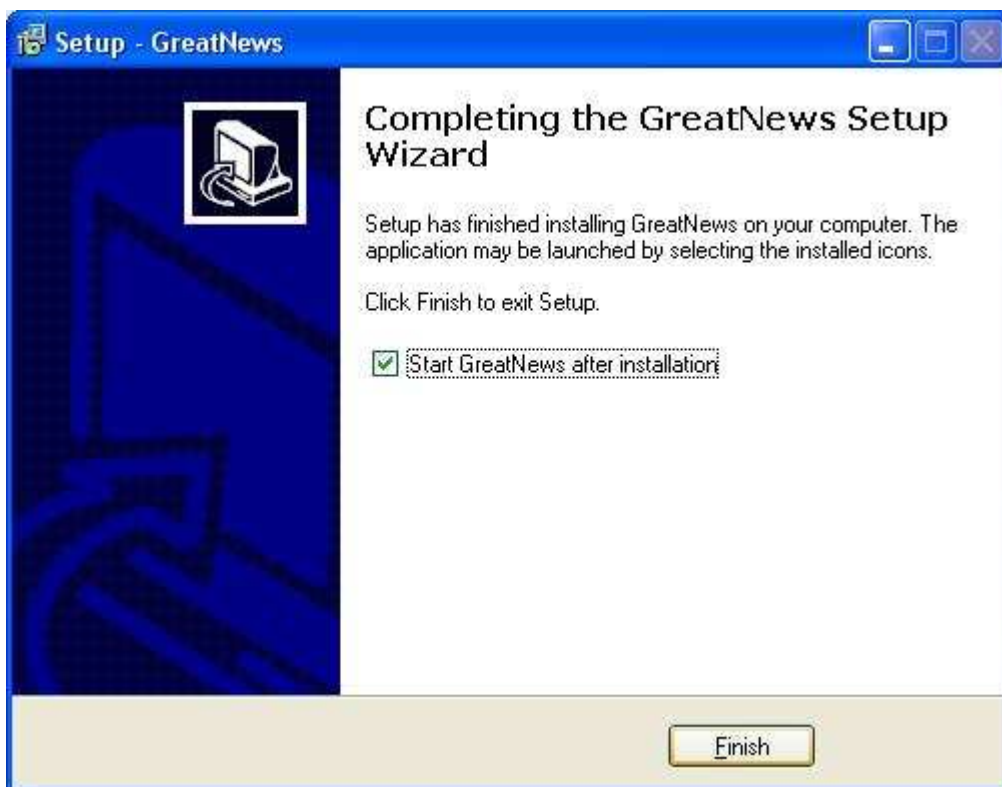 Setup - GreatNews
Completing the GreatNews Setup
Wizard
Setup has finished installing GreatNews on your computer. The
application may be launched by selecting the installed icons.
Click Finish to exit Setup.
Start GreatNews after installation
Finish